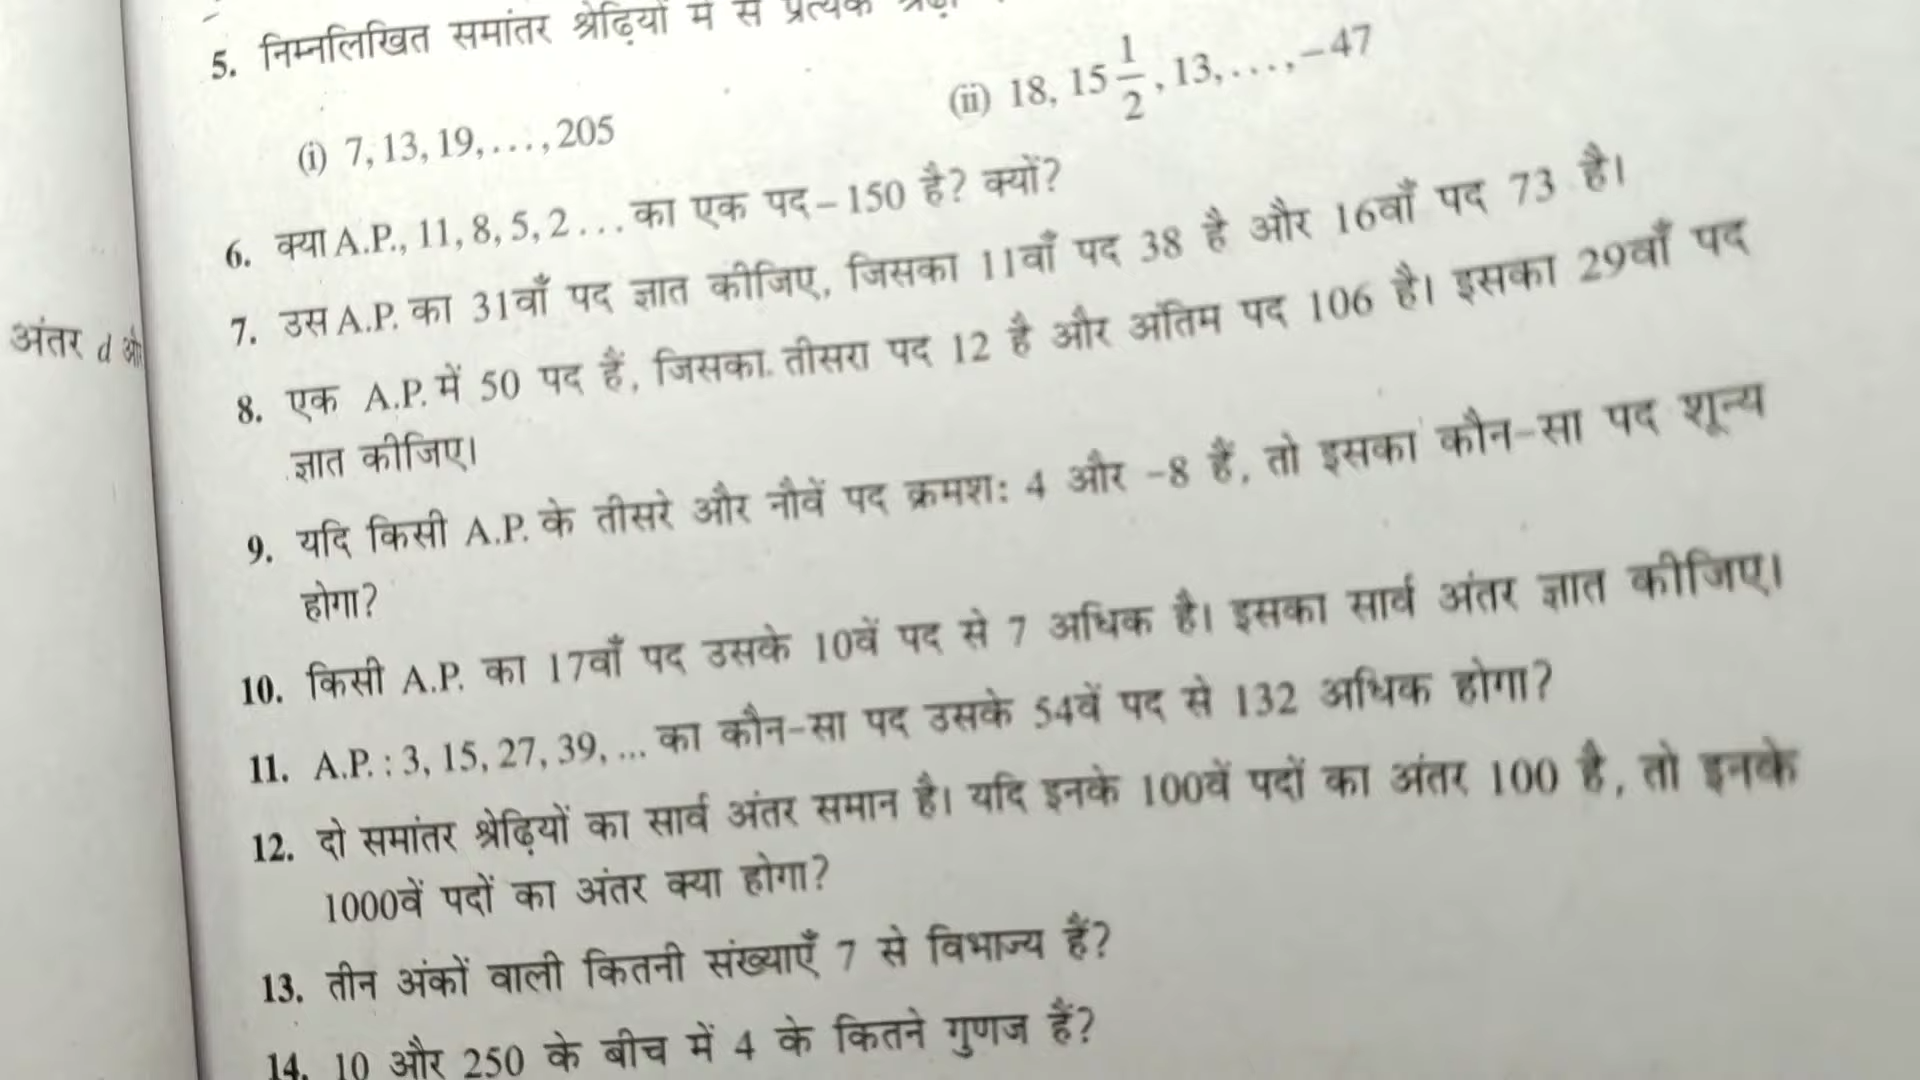 5. निम्नलिखित समांतर श्रेढ़ियों में से प्रत्येक
(i) 7, 13, 19, . . . , 205 (ii) 18, 15 1/2, 13, . . . , – 47
6. क्या A.P., 11, 8, 5, 2 . . . का एक पद – 150 है? क्यों?
7. उस A.P. का 31वाँ पद ज्ञात कीजिए, जिसका 11वाँ पद 38 है और 16वाँ पद 73 है।
8. एक A.P. में 50 पद हैं, जिसका तीसरा पद 12 है और अंतिम पद 106 है। इसका 29वाँ पद
ज्ञात कीजिए।
9. यदि किसी A.P. के तीसरे और नौवें पद क्रमशः 4 और -8 हैं, तो इसका कौन-सा पद शून्य
होगा?
10. किसी A.P. का 17वाँ पद उसके 10वें पद से 7 अधिक है। इसका सार्व अंतर ज्ञात कीजिए।
11. A.P. : 3, 15, 27, 39, ... का कौन-सा पद उसके 54वें पद से 132 अधिक होगा?
12. दो समांतर श्रेढ़ियों का सार्व अंतर समान है। यदि इनके 100वें पदों का अंतर 100 है, तो इनके
1000वें पदों का अंतर क्या होगा?
13. तीन अंकों वाली कितनी संख्याएँ 7 से विभाज्य हैं?
14. 10 और 250 के बीच में 4 के कितने गुणज हैं?
अंतर d